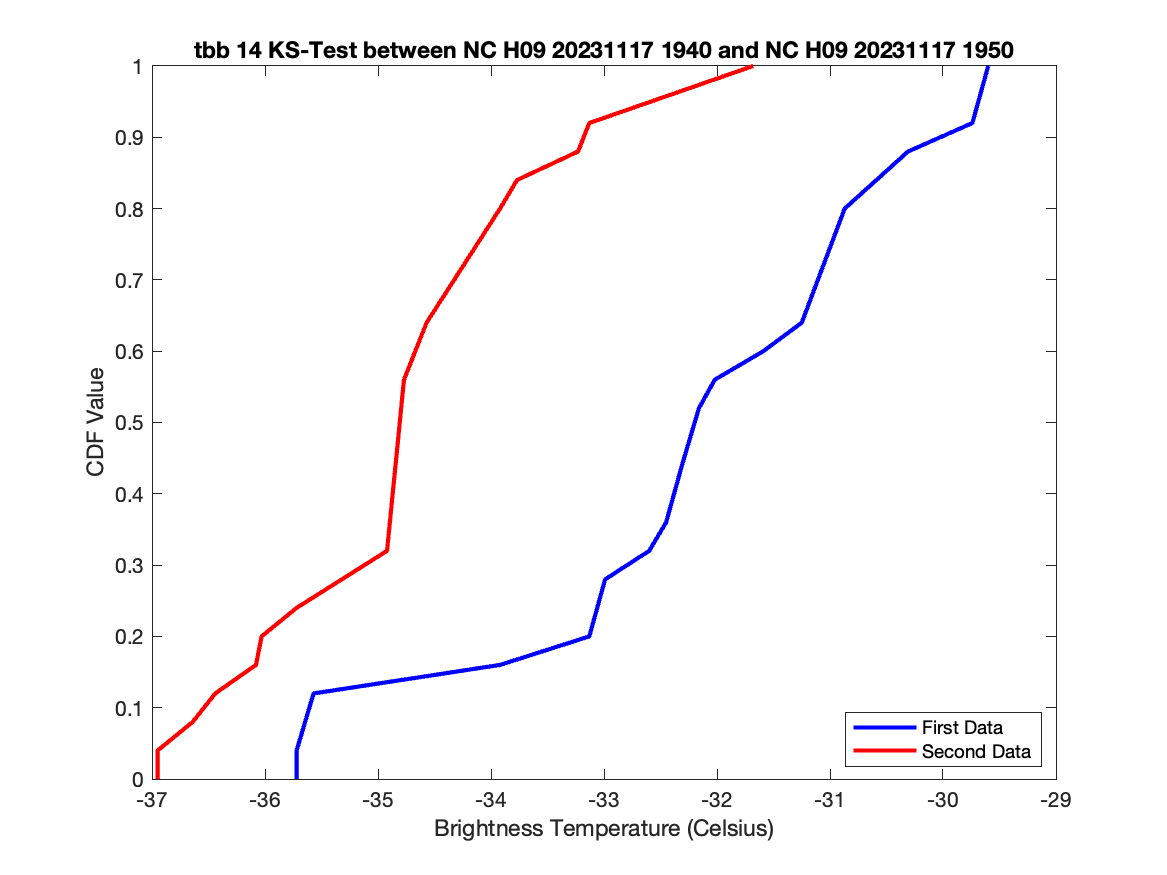 tbb 14 KS-Test between NC H09 20231117 1940 and NC H09 20231117 1950
1
0.9
0.8
0.7
0.6
0.5
0.4
0.3
0.2
0.1
0
CDF Value
First Data
Second Data
-37 -36 -35 -34 -33 -32 -31 -30 -29
Brightness Temperature (Celsius)